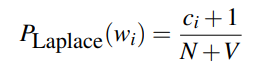 P_Laplace(w_i) = (c_i + 1) / (N + V)